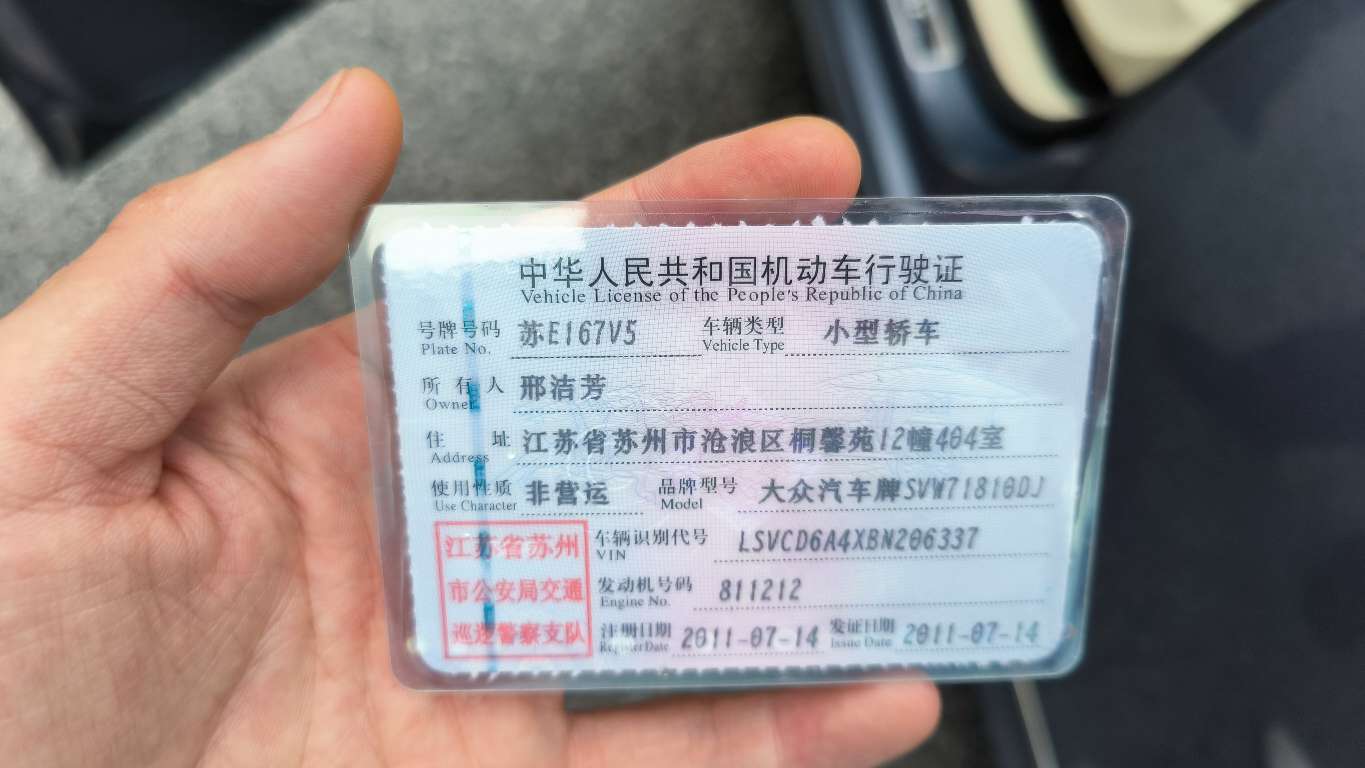 中华人民共和国机动车行驶证
Vehicle License of the People's Republic of China
号牌号码 苏E167V5 车辆类型 小型轿车
Plate No. Vehicle Type
所有人 邢洁芳
Owner
住址 江苏省苏州市沧浪区桐馨苑12幢404室
Address
使用性质 非营运 品牌型号 大众汽车牌SVW71810DJ
Use Character Model
江苏省苏州
市公安局交通
巡逻警察支队
车辆识别代号 LSVCD6A4XBN206337
VIN
发动机号码 811212
Engine No.
注册日期 2011-07-14 发证日期 2011-07-14
Register Date Issue Date